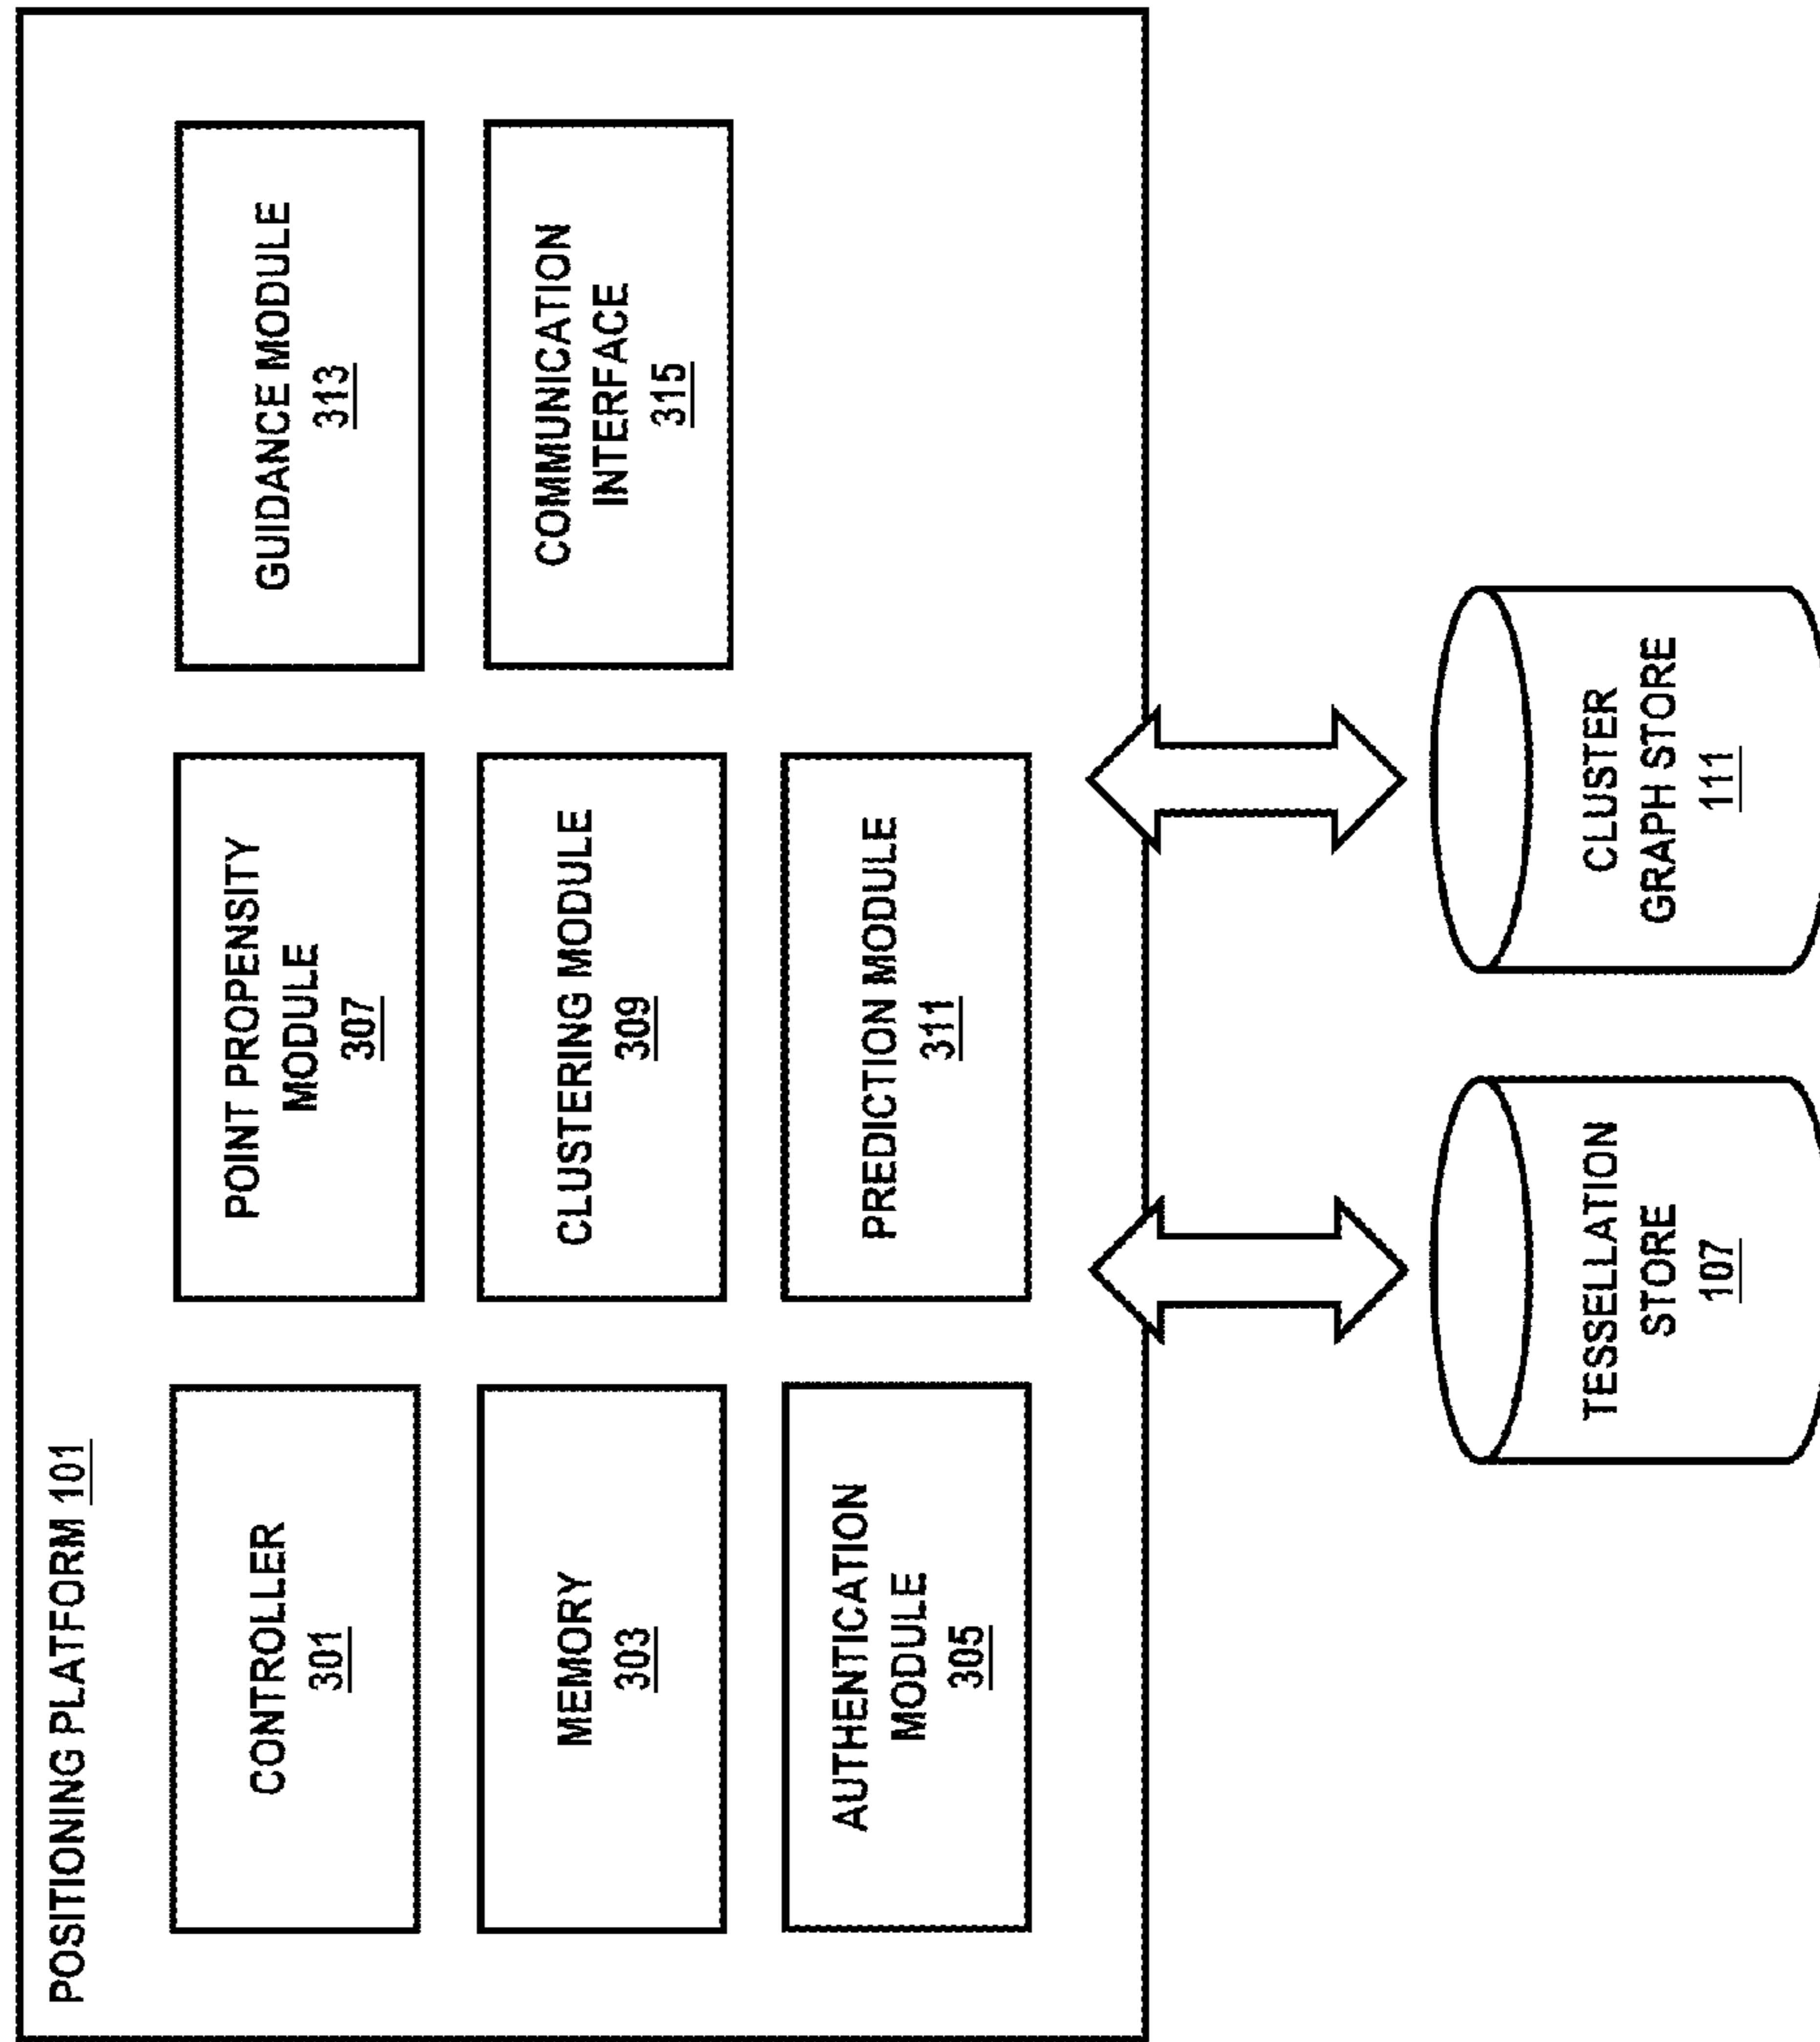 POSITIONING PLATFORM 101
CONTROLLER
301
MEMORY
303
AUTHENTICATION
MODULE
305
POINT PROPENSITY
MODULE
307
CLUSTERING MODULE
309
PREDICTION MODULE
311
GUIDANCE MODULE
313
COMMUNICATION
INTERFACE
315
TESSELLATION
STORE
107
CLUSTER
GRAPH STORE
111